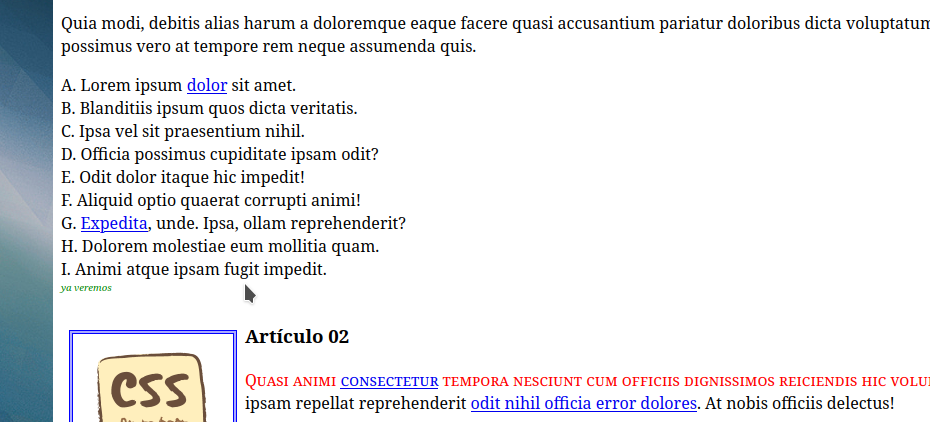 Quia modi, debitis alias harum a doloremque eaque facere quasi accusantium pariatur doloribus dicta voluptatum
possimus vero at tempore rem neque assumenda quis.
A. Lorem ipsum dolor sit amet.
B. Blanditiis ipsum quos dicta veritatis.
C. Ipsa vel sit praesentium nihil.
D. Officia possimus cupiditate ipsam odit?
E. Odit dolor itaque hic impedit!
F. Aliquid optio quaerat corrupti animi!
G. Expedita, unde. Ipsa, ollam reprehenderit?
H. Dolorem molestiae eum mollitia quam.
I. Animi atque ipsam fugit impedit.
ya veremos
Artículo 02
CSS
Quasi animi consectetur tempora nesciunt cum officiis dignissimos reiciendis hic
ipsam repellat reprehenderit odit nihil officia error dolores. At nobis officiis delectus!